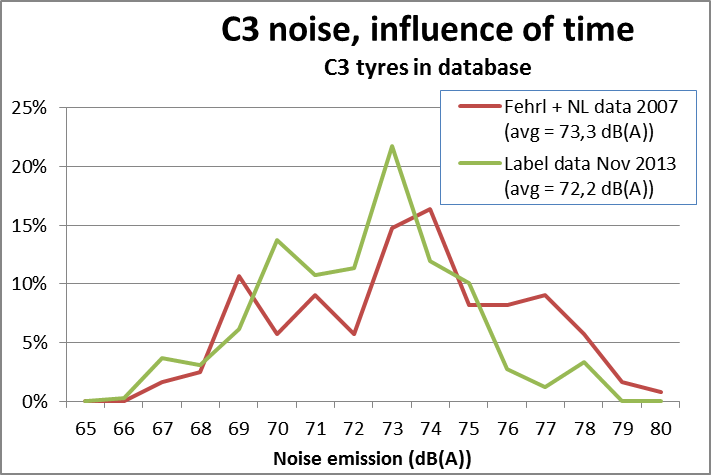 C3 noise, influence of time
C3 tyres in database
Fehrl + NL data 2007
(avg = 73,3 dB(A))
Label data Nov 2013
(avg = 72,2 dB(A))
25%
20%
15%
10%
5%
0%
65 66 67 68 69 70 71 72 73 74 75 76 77 78 79 80
Noise emission (dB(A))